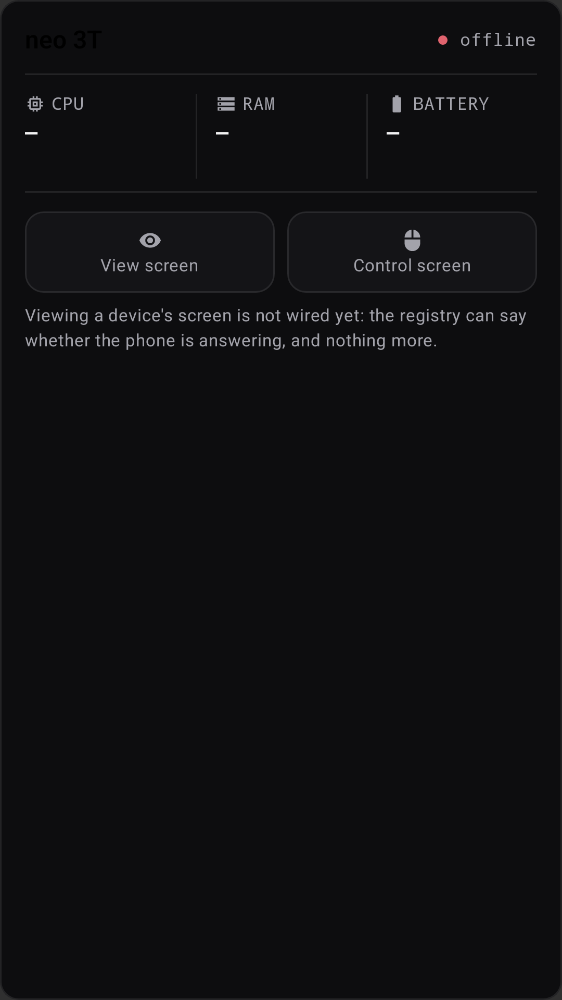 neo 3T
offline
CPU
RAM
BATTERY
–
–
–
View screen
Control screen
Viewing a device's screen is not wired yet: the registry can say
whether the phone is answering, and nothing more.